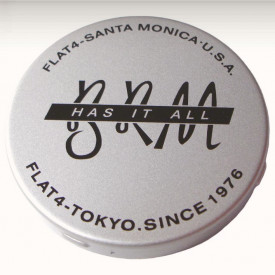 FLAT4-SANTA MONICA·U.S.A.
BRM
HAS IT ALL
FLAT4-TOKYO.SINCE 1976